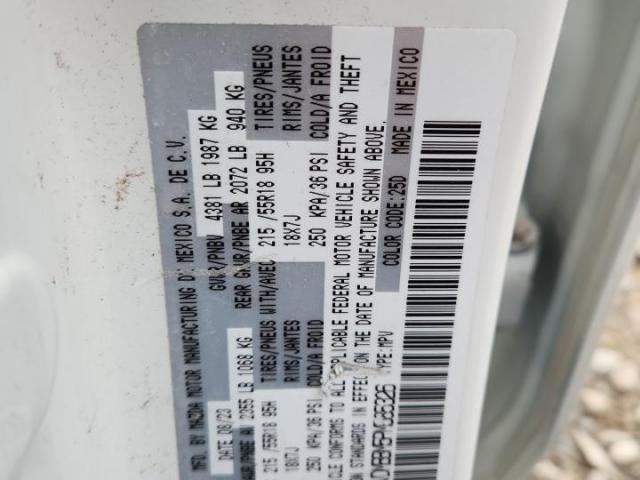 MFD. BY MAZDA MOTOR MANUFACTURING DE MEXICO S.A. DE C.V.
08/23 GVWR/PNBV 4381 LB 1987 KG
GAWR/PNBE AV 2355 LB 1068 KG REAR GAWR/PNBE AR 2072 LB 940 KG
TIRES/PNEUS WITH/AVEC TIRES/PNEUS
215 /55R18 95H 215 /55R18 95H
RIMS/JANTES RIMS/JANTES
18X7J 18X7J
COLD/A FROID COLD/A FROID
250 KPA/36 PSI 250 KPA/36 PSI
CLE CONFORMS TO ALL APPLICABLE FEDERAL MOTOR VEHICLE SAFETY AND THEFT
ON STANDARDS IN EFFECT ON THE DATE OF MANUFACTURE SHOWN ABOVE.
TYPE:MPV COLOR CODE:25D MADE IN MEXICO